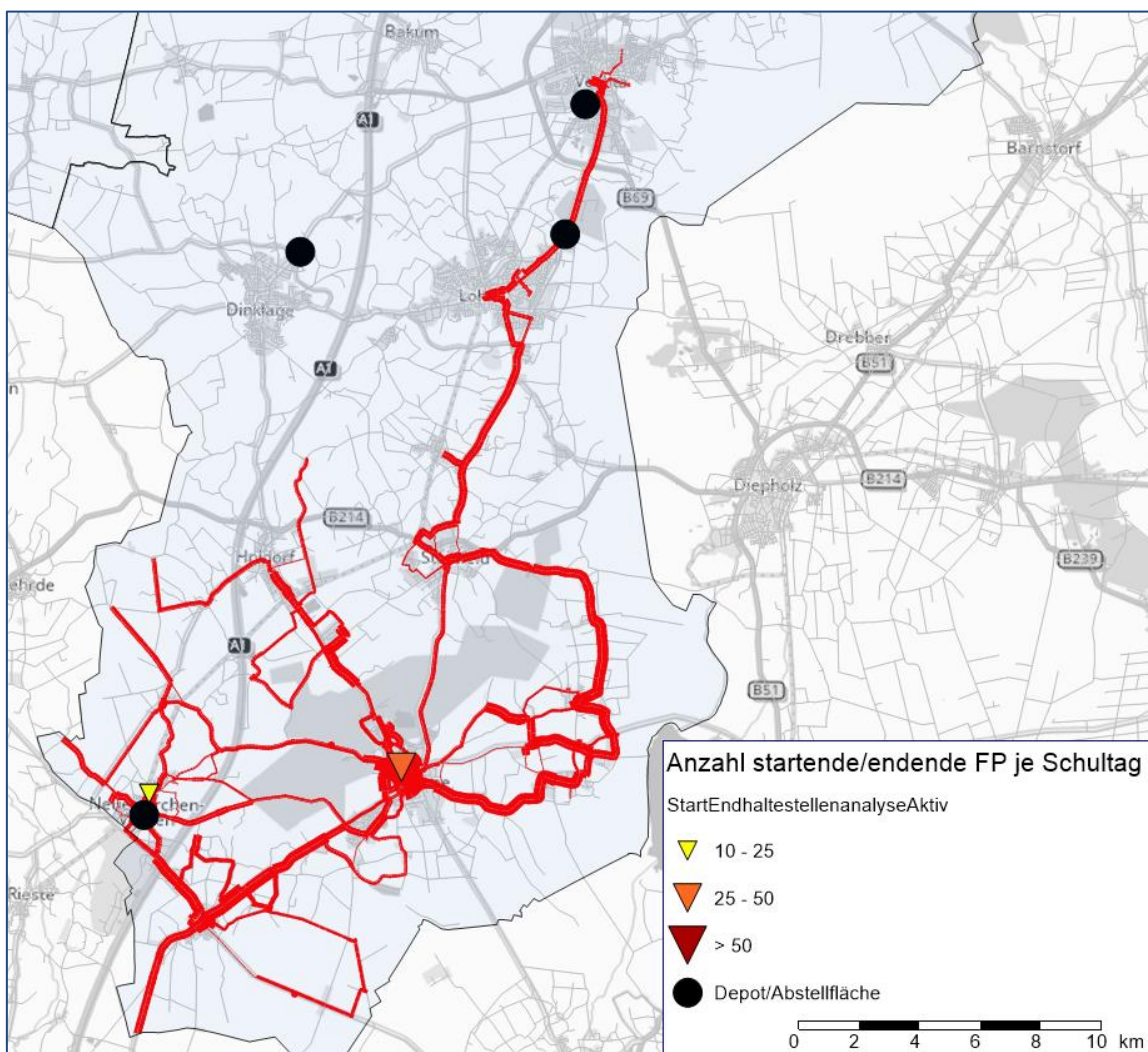 Bakum
A1
Barnstorf
B69
Dinklage
Drebber
B51
A1
Diepholz
B214
B214
B239
A1
B51
Rieste
Anzahl startende/endende FP je Schultag
StartEndhaltestellenanalyseAktiv
10 - 25
25 - 50
> 50
Depot/Abstellfläche
0 2 4 6 8 10 km